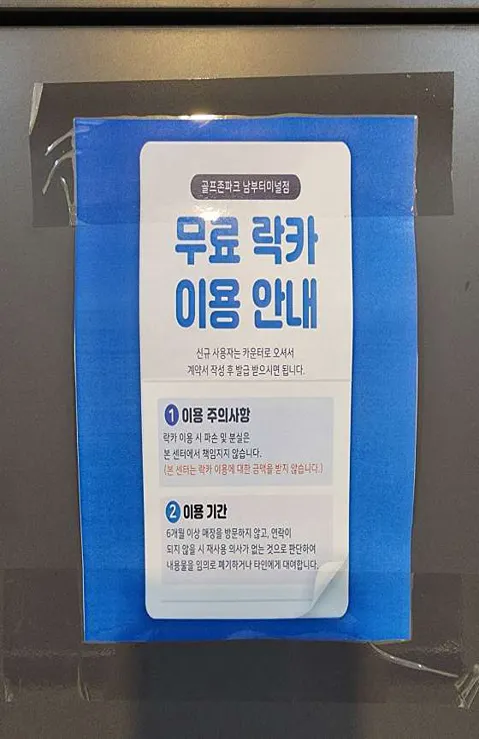 골프존파크 남부터미널점
무료 락카
이용 안내
신규 사용자는 카운터로 오셔서
계약서 작성 후 발급 받으시면 됩니다.
1 이용 주의사항
락카 이용 시 파손 및 분실은
본 센터에서 책임지지 않습니다.
(본 센터는 락카 이용에 대한 금액을 받지 않습니다.)
2 이용 기간
6개월 이상 매장을 방문하지 않고, 연락이
되지 않을 시 재사용 의사가 없는 것으로 판단하여
내용물을 임의로 폐기하거나 타인에게 대여합니다.